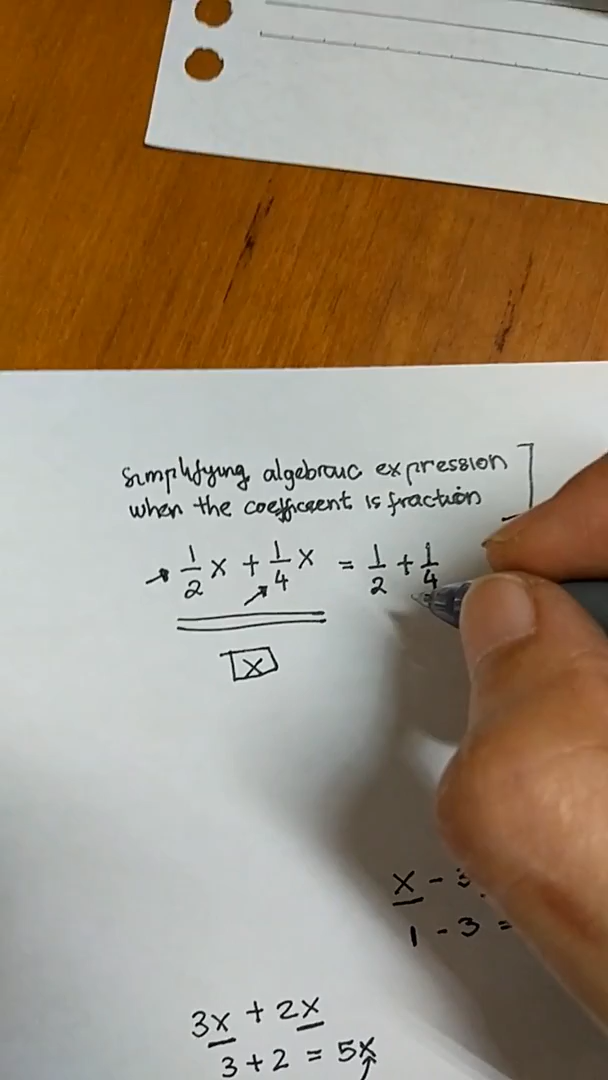 Simplifying algebraic expression
when the coefficient is fraction
→ 1/2 x + 1/4 x = 1/2 + 1/4
x
x - 3
1 - 3 =
3x + 2x
3 + 2 = 5x